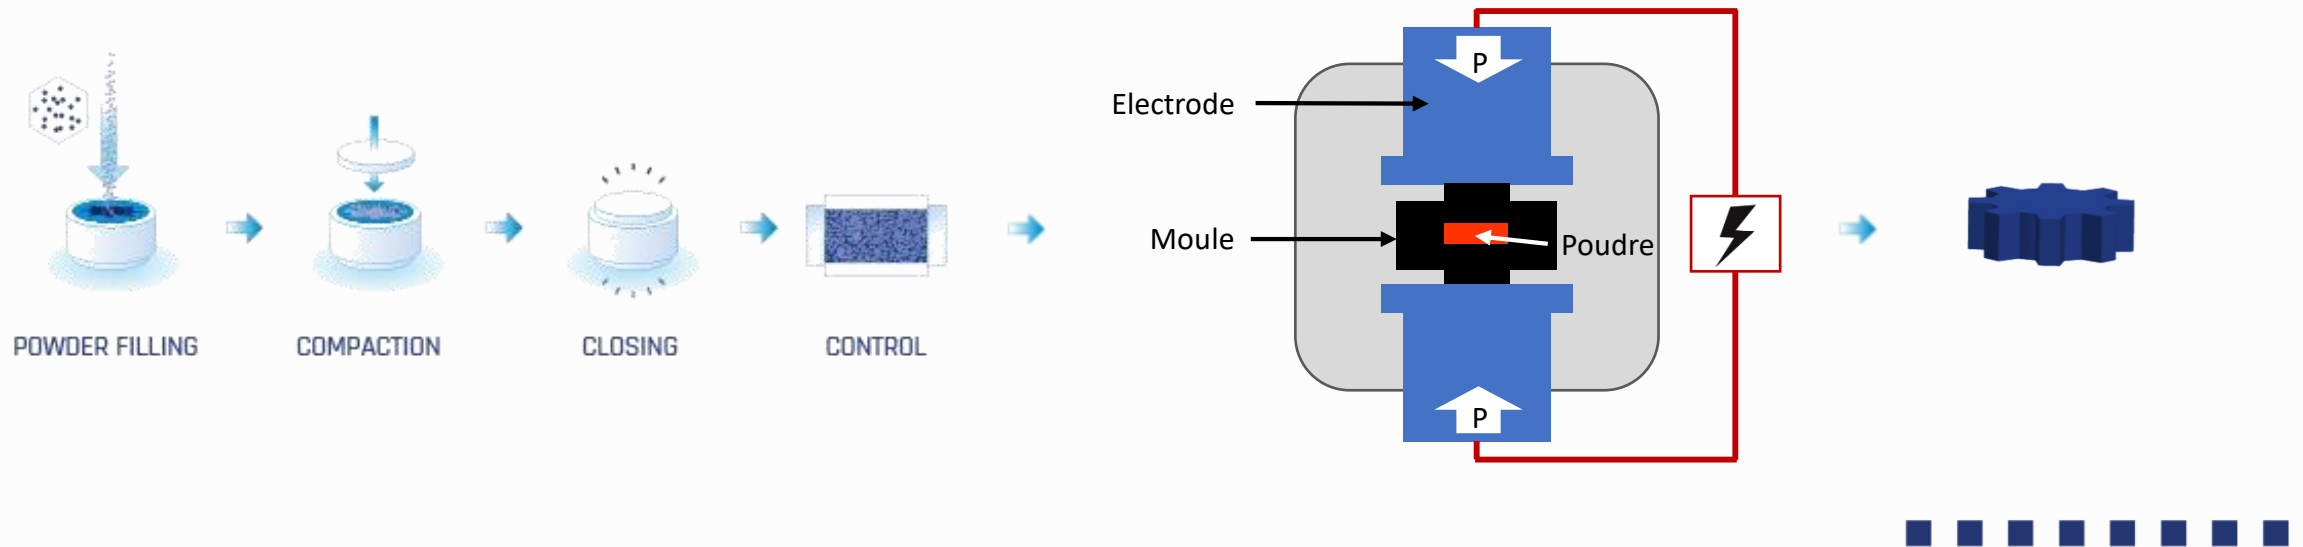 POWDER FILLING
COMPACTION
CLOSING
CONTROL
P
Electrode
Moule
Poudre
P